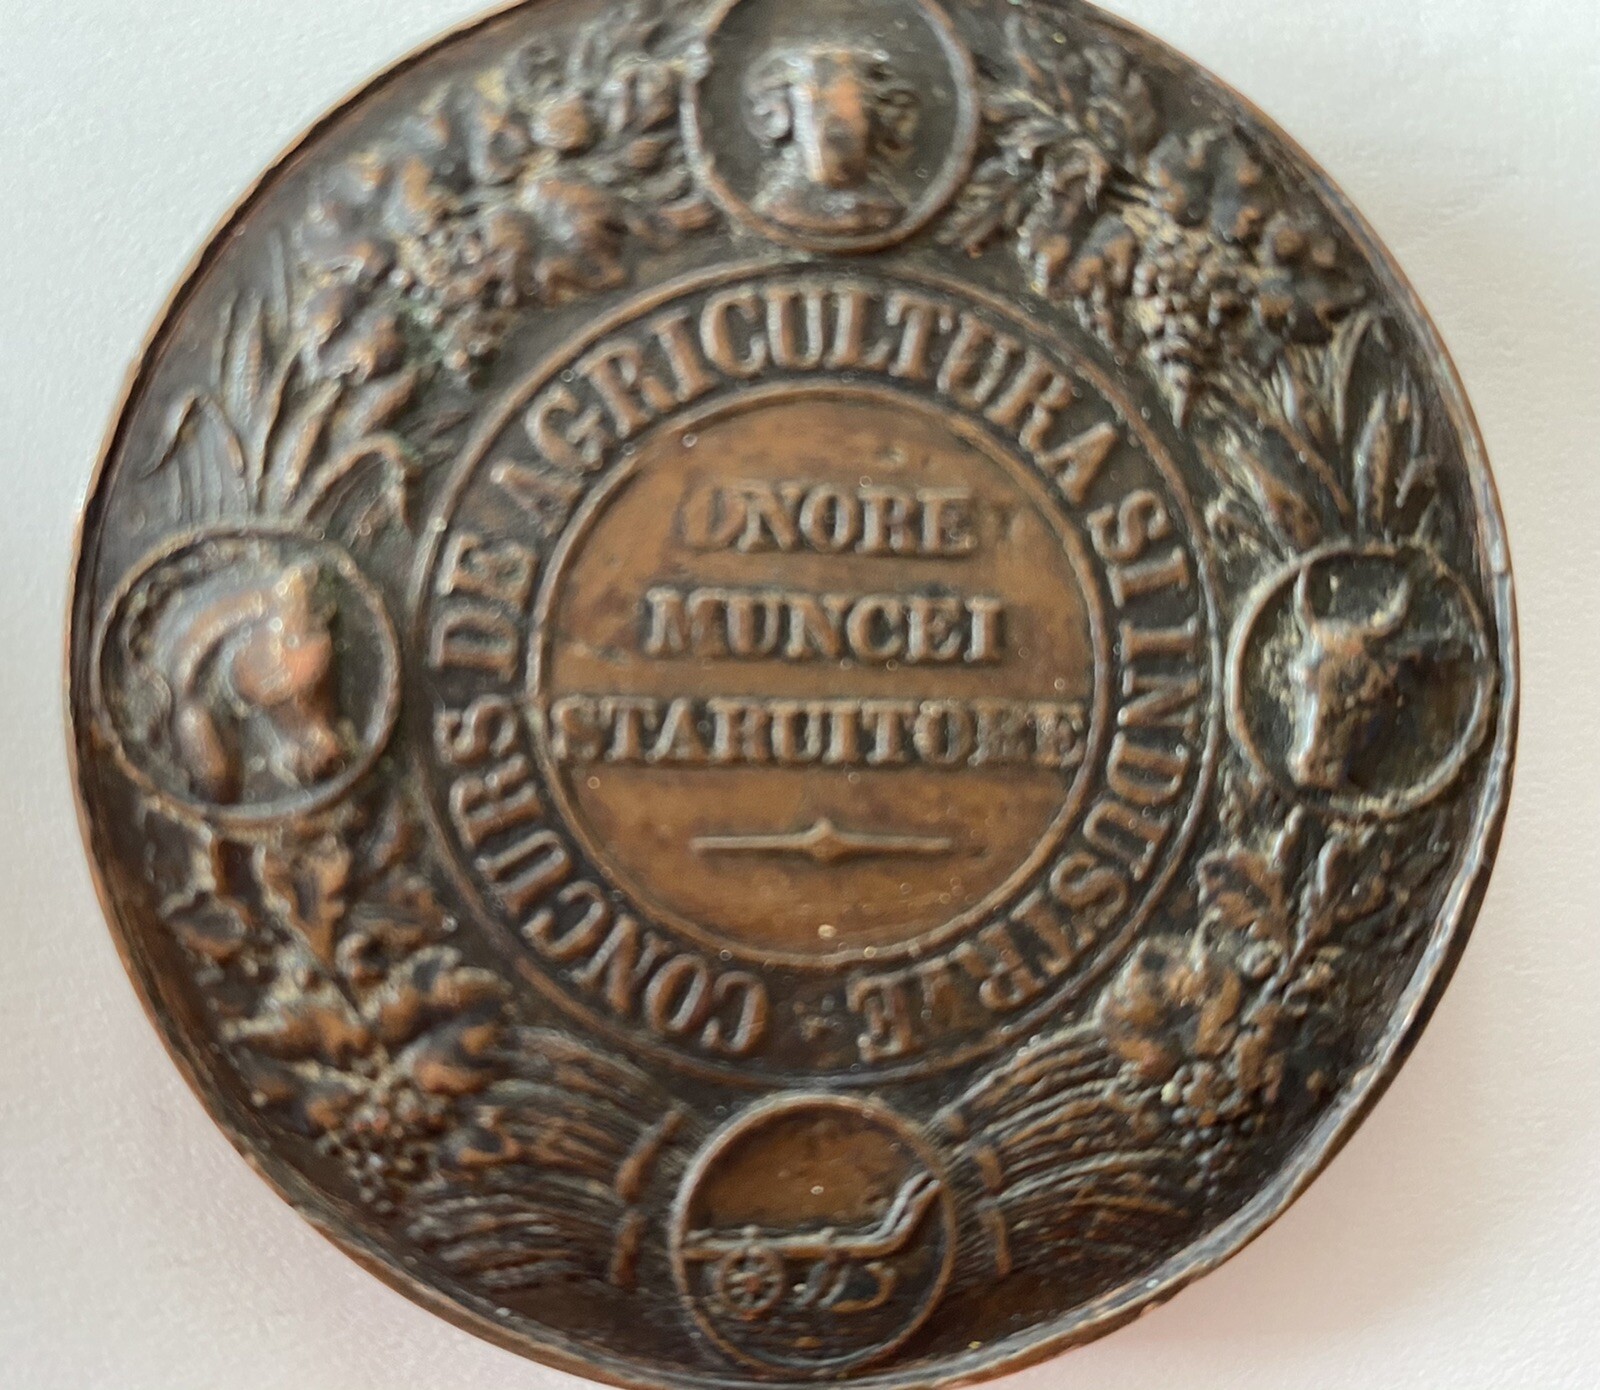 CONCURS DE AGRICULTURA SI INDUSTRIE
ONORE
MUNCEI
STARUITORE